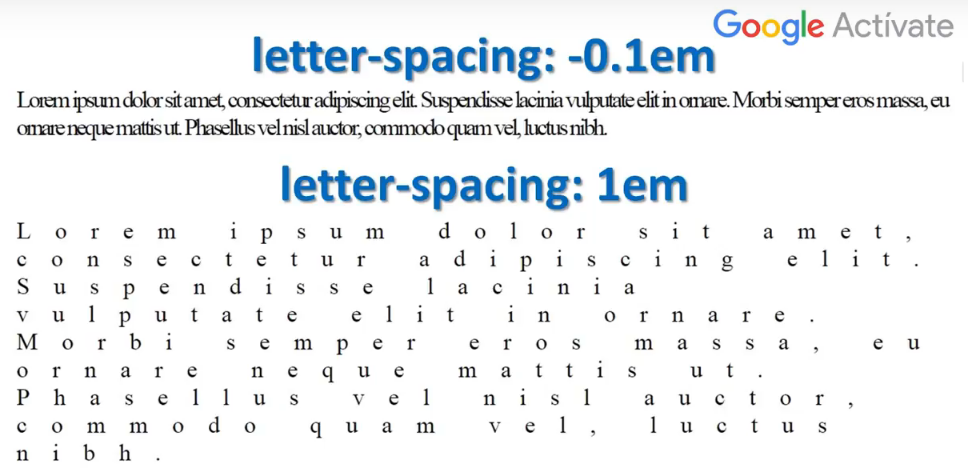 Google Actívate
letter-spacing: -0.1em
Lorem ipsum dolor sit amet, consectetur adipiscing elit. Suspendisse lacinia vulputate elit in ornare. Morbi semper eros massa, eu
ornare neque mattis ut. Phasellus vel nisl auctor, commodo quam vel, luctus nibh.
letter-spacing: 1em
L o r e m i p s u m d o l o r s i t a m e t ,
c o n s e c t e t u r a d i p i s c i n g e l i t .
S u s p e n d i s s e l a c i n i a
v u l p u t a t e e l i t i n o r n a r e .
M o r b i s e m p e r e r o s m a s s a , e u
o r n a r e n e q u e m a t t i s u t .
P h a s e l l u s v e l n i s l a u c t o r ,
c o m m o d o q u a m v e l , l u c t u s
n i b h .